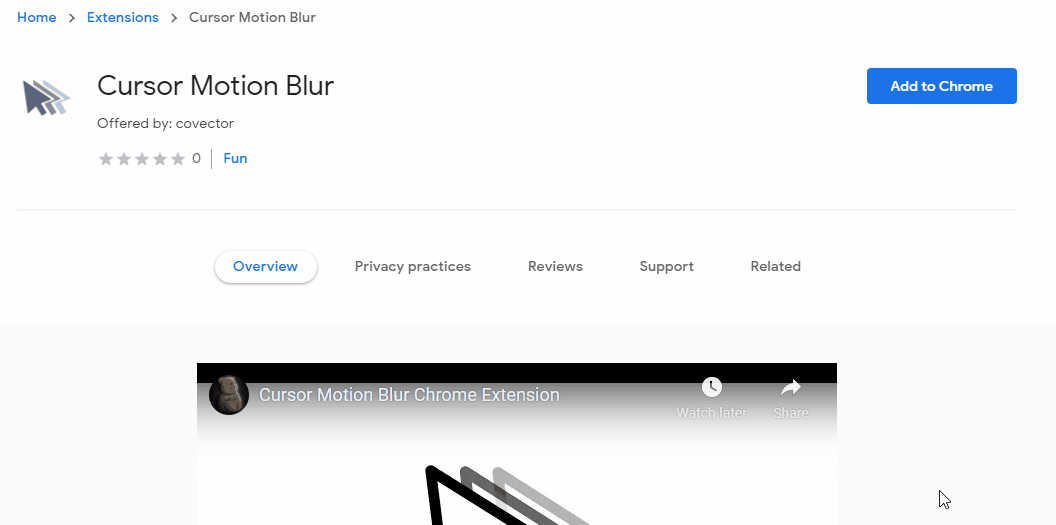 Home > Extensions > Cursor Motion Blur
Cursor Motion Blur
Add to Chrome
Offered by: covector
0 | Fun
Overview Privacy practices Reviews Support Related
Cursor Motion Blur Chrome Extension
Watch later Share